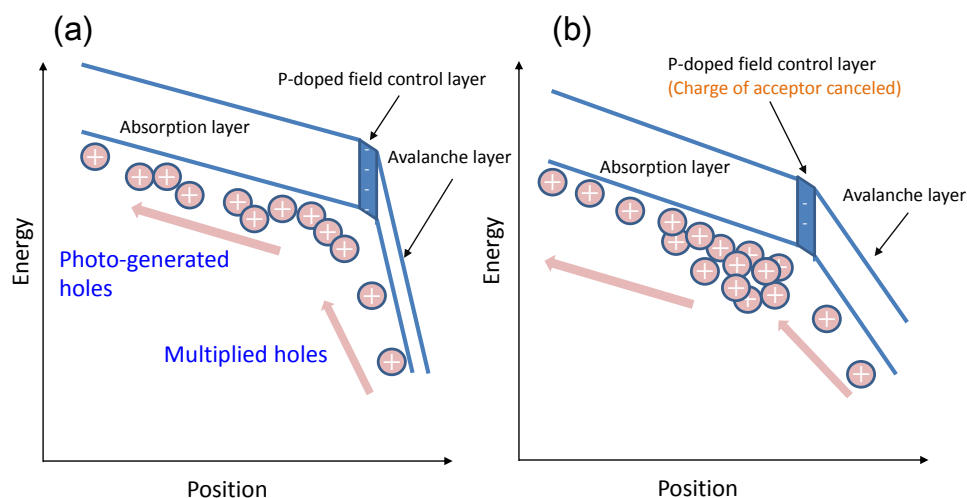 (a)
P-doped field control layer
Absorption layer
Avalanche layer
Photo-generated
holes
Multiplied holes
Energy
Position
(b)
P-doped field control layer
(Charge of acceptor canceled)
Absorption layer
Avalanche layer
Energy
Position